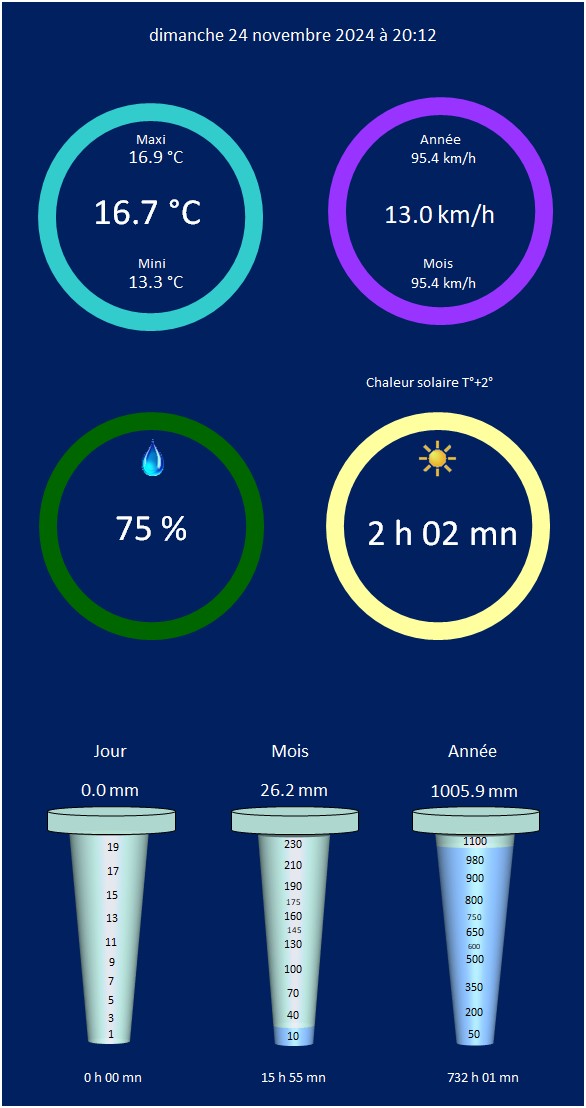 dimanche 24 novembre 2024 à 20:12
Maxi
16.9 °C
16.7 °C
Mini
13.3 °C
Année
95.4 km/h
13.0 km/h
Mois
95.4 km/h
Chaleur solaire T°+2°
75 %
2 h 02 mn
Jour
0.0 mm
19
17
15
13
11
9
7
5
3
1
0 h 00 mn
Mois
26.2 mm
230
210
190
175
160
145
130
100
70
40
10
15 h 55 mn
Année
1005.9 mm
1100
980
900
800
750
650
600
500
350
200
50
732 h 01 mn